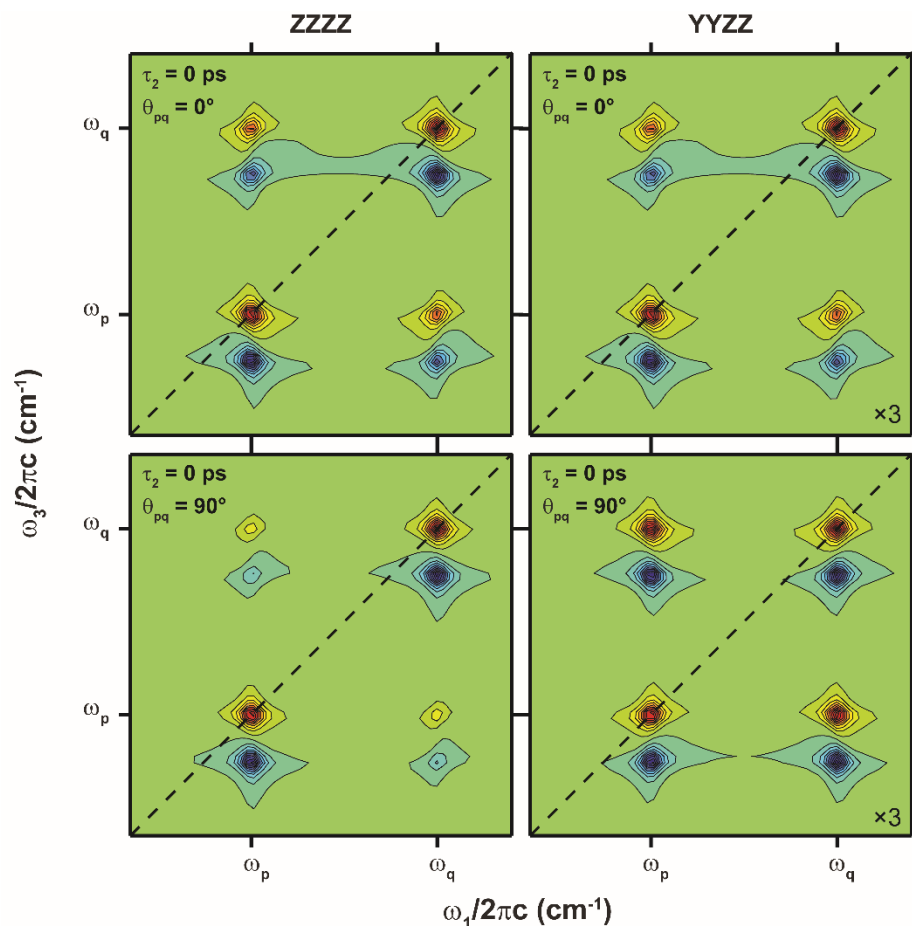 ZZZZ YYZZ
τ₂ = 0 ps
θpq = 0°
τ₂ = 0 ps
θpq = 0°
ωq
ωp
×3
τ₂ = 0 ps
θpq = 90°
τ₂ = 0 ps
θpq = 90°
ωq
ωp
×3
ω₃/2πc (cm⁻¹)
ωp ωq ωp ωq
ω₁/2πc (cm⁻¹)